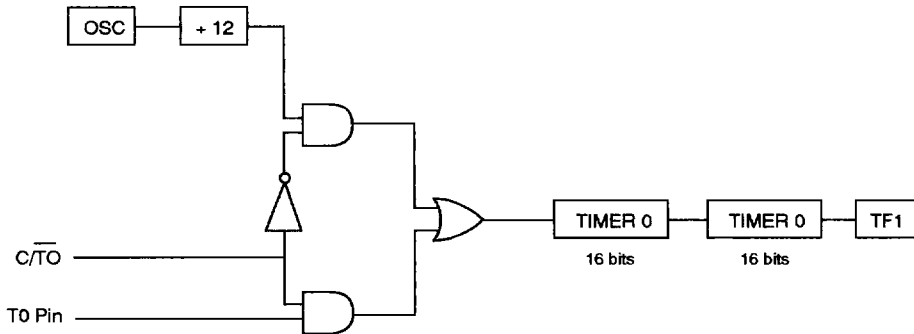 OSC
+ 12
TIMER 0
TIMER 0
TF1
16 bits
16 bits
C/T̅O̅
T0 Pin